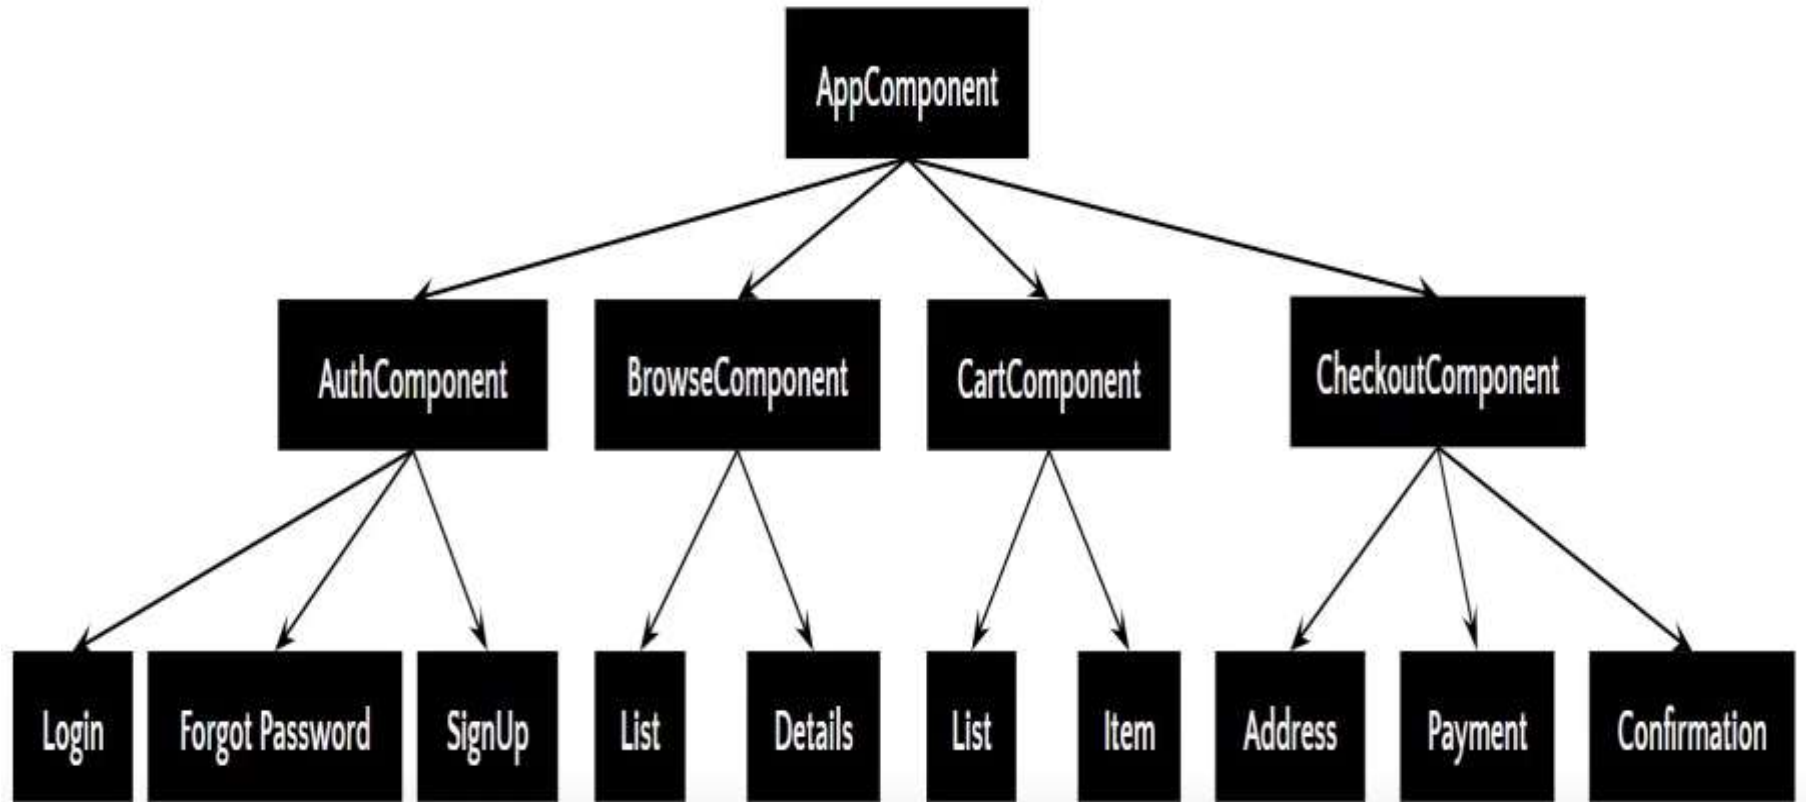 AppComponent
AuthComponent
BrowseComponent
CartComponent
CheckoutComponent
Login
Forgot Password
SignUp
List
Details
List
Item
Address
Payment
Confirmation